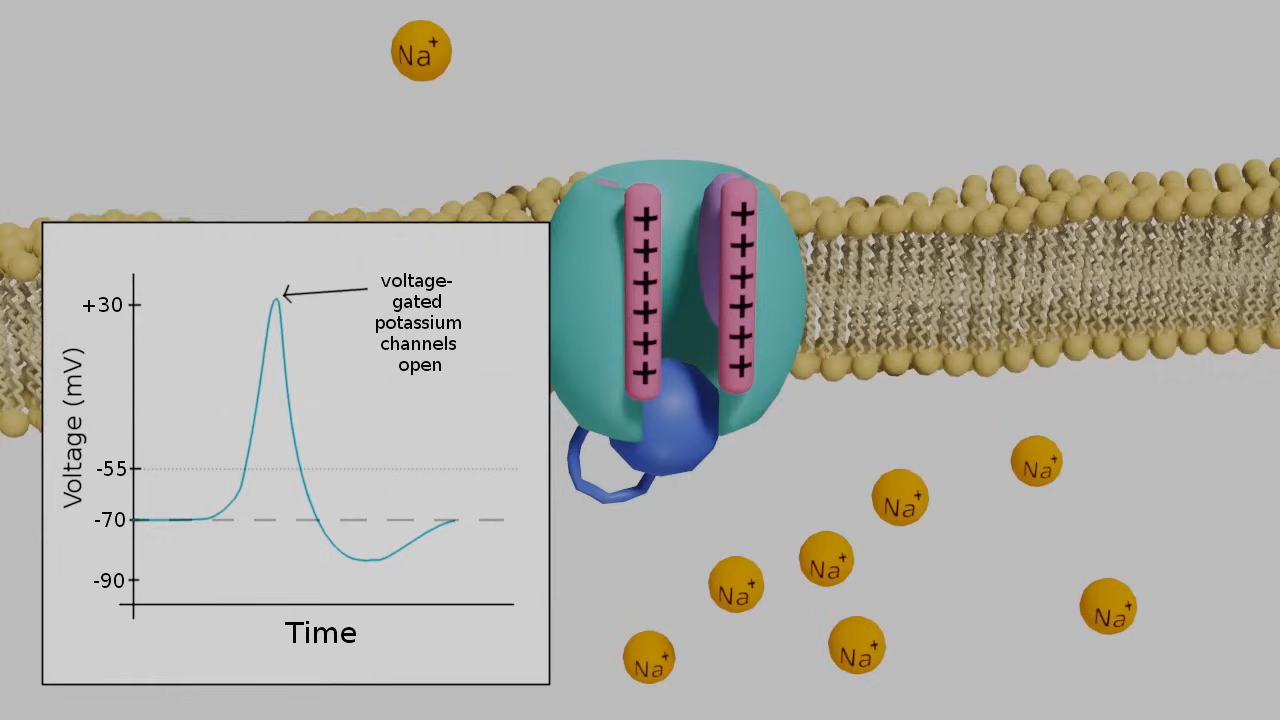 Na+
voltage-
gated
potassium
channels
open
+30
-55
-70
-90
Voltage (mV)
Time
+ +
+ +
+ +
+ +
+ +
+ +
Na+
Na+
Na+
Na+
Na+
Na+
Na+